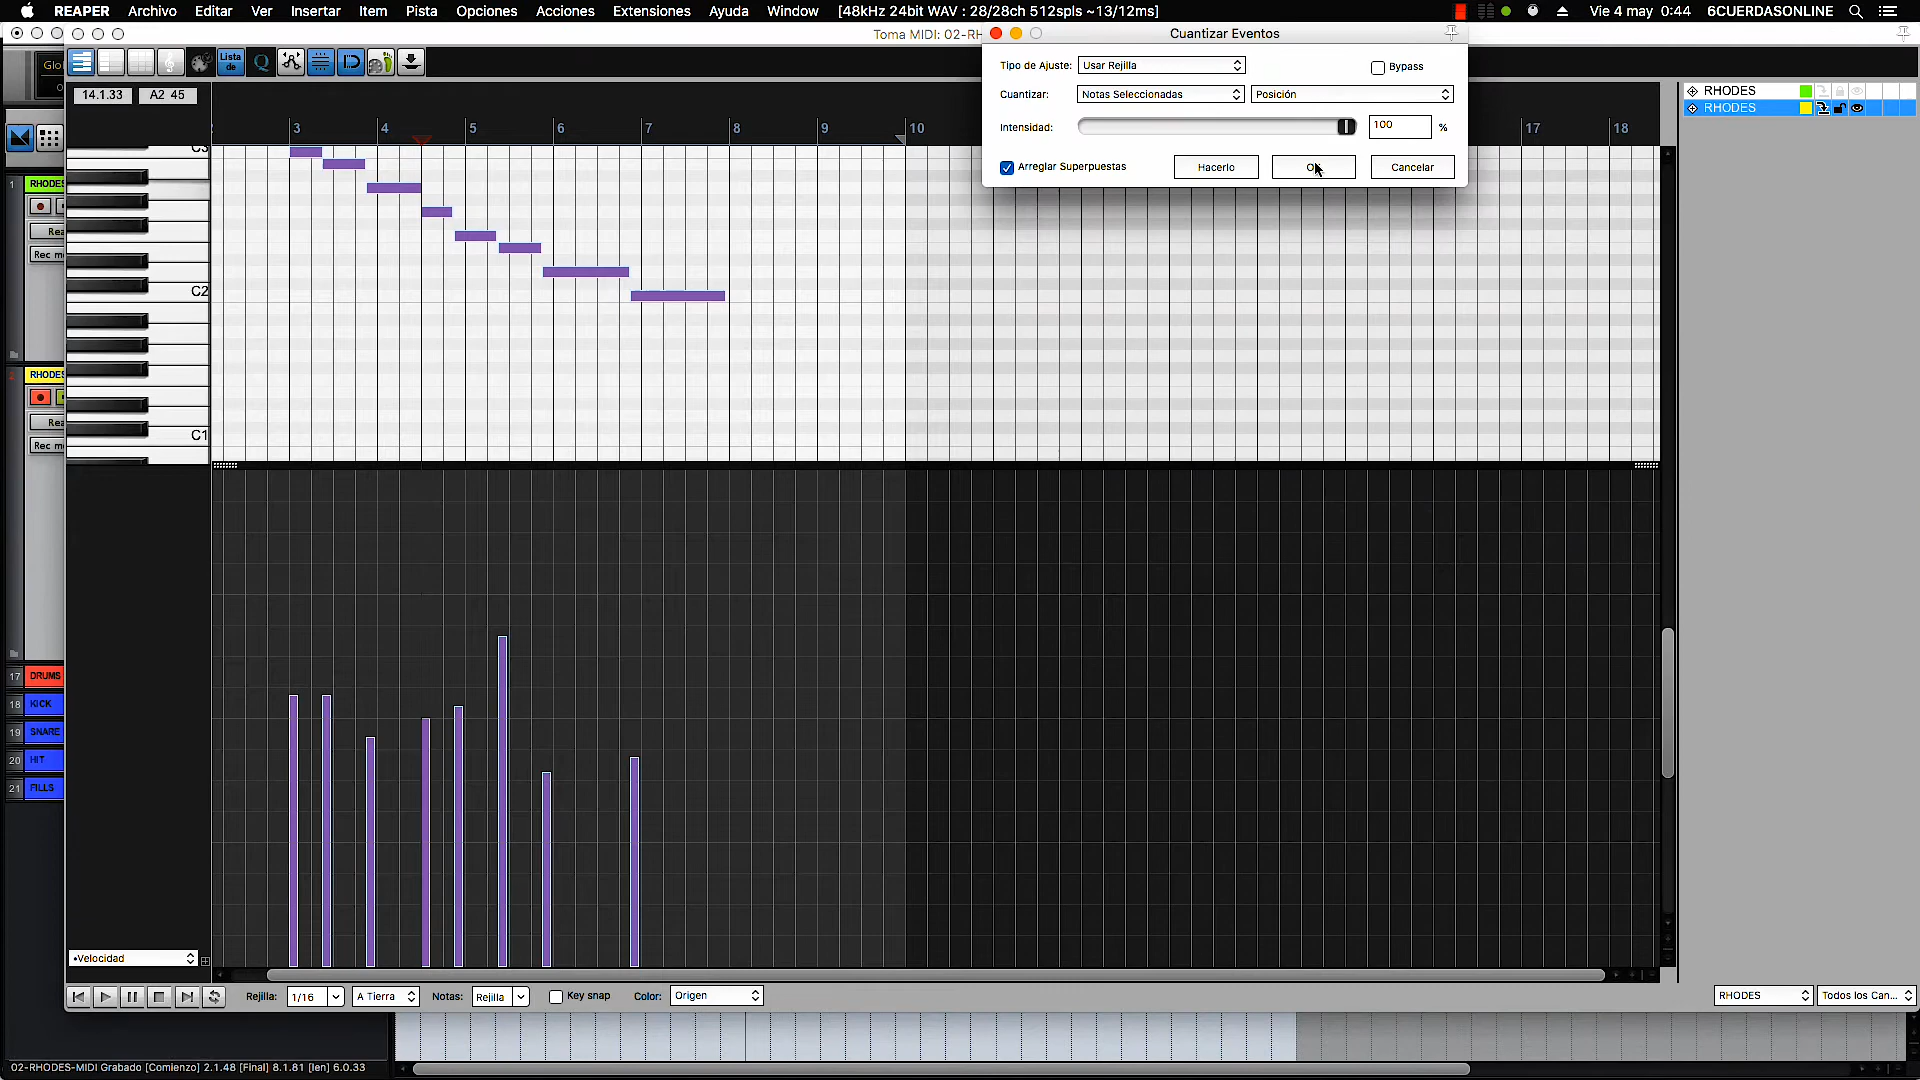 REAPER Archivo Editar Ver Insertar Item Pista Opciones Acciones Extensiones Ayuda Window [48kHz 24bit WAV : 28/28ch 512spls ~13/12ms] Vie 4 may 0:44 6CUERDASONLINE
Toma MIDI: 02-RH
Cuantizar Eventos
Lista de
Tipo de Ajuste: Usar Rejilla Bypass
Cuantizar: Notas Seleccionadas Posición
Intensidad: 100 %
Arreglar Superpuestas Hacerlo Cancelar
14.1.33 A2 45
3 4 5 6 7 8 9 10 17 18
RHODES
RHODES
C3
C2
C1
1 RHODES
Rec m
RHODES
Rec m
17 DRUMS
18 KICK
19 SNARE
20 HIT
21 FILLS
•Velocidad
Rejilla: 1/16 A Tierra Notas: Rejilla Key snap Color: Origen RHODES Todos los Can...
02-RHODES-MIDI Grabado [Comienzo] 2.1.48 [Final] 8.1.81 [len] 6.0.33